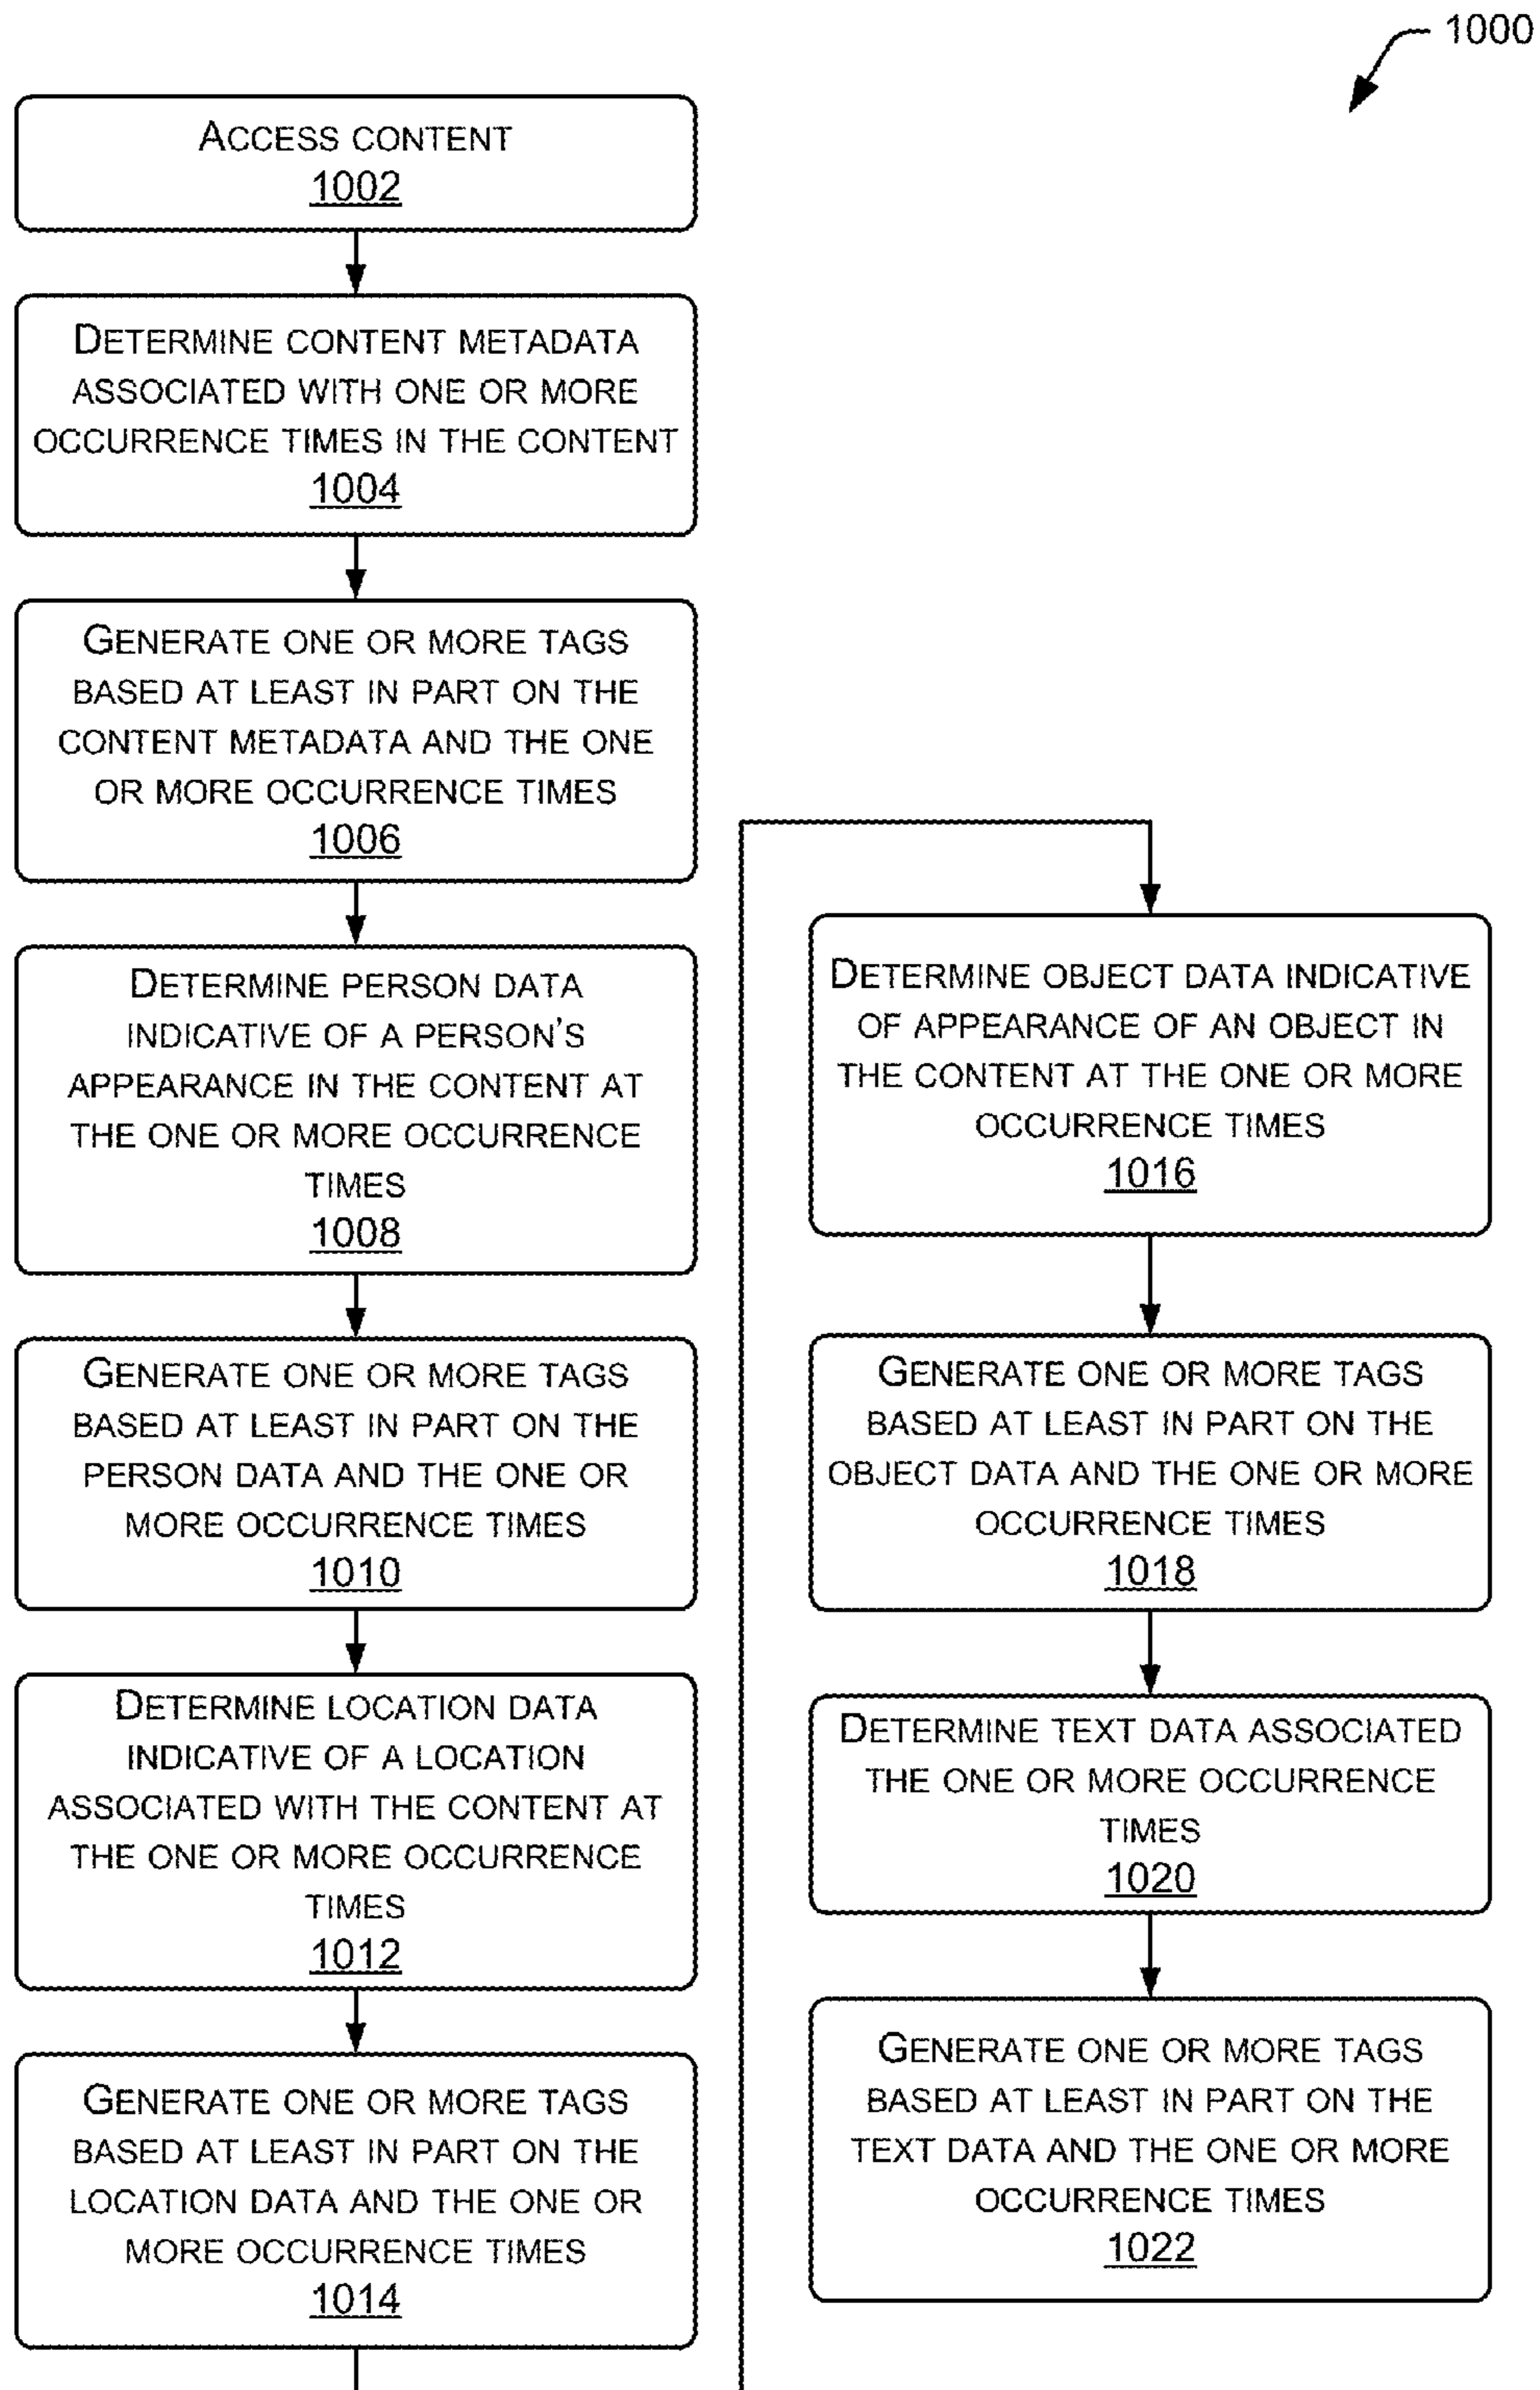 1000
ACCESS CONTENT
1002
DETERMINE CONTENT METADATA
ASSOCIATED WITH ONE OR MORE
OCCURRENCE TIMES IN THE CONTENT
1004
GENERATE ONE OR MORE TAGS
BASED AT LEAST IN PART ON THE
CONTENT METADATA AND THE ONE
OR MORE OCCURRENCE TIMES
1006
DETERMINE PERSON DATA
INDICATIVE OF A PERSON'S
APPEARANCE IN THE CONTENT AT
THE ONE OR MORE OCCURRENCE
TIMES
1008
GENERATE ONE OR MORE TAGS
BASED AT LEAST IN PART ON THE
PERSON DATA AND THE ONE OR
MORE OCCURRENCE TIMES
1010
DETERMINE LOCATION DATA
INDICATIVE OF A LOCATION
ASSOCIATED WITH THE CONTENT AT
THE ONE OR MORE OCCURRENCE
TIMES
1012
GENERATE ONE OR MORE TAGS
BASED AT LEAST IN PART ON THE
LOCATION DATA AND THE ONE OR
MORE OCCURRENCE TIMES
1014
DETERMINE OBJECT DATA INDICATIVE
OF APPEARANCE OF AN OBJECT IN
THE CONTENT AT THE ONE OR MORE
OCCURRENCE TIMES
1016
GENERATE ONE OR MORE TAGS
BASED AT LEAST IN PART ON THE
OBJECT DATA AND THE ONE OR MORE
OCCURRENCE TIMES
1018
DETERMINE TEXT DATA ASSOCIATED
THE ONE OR MORE OCCURRENCE
TIMES
1020
GENERATE ONE OR MORE TAGS
BASED AT LEAST IN PART ON THE
TEXT DATA AND THE ONE OR MORE
OCCURRENCE TIMES
1022